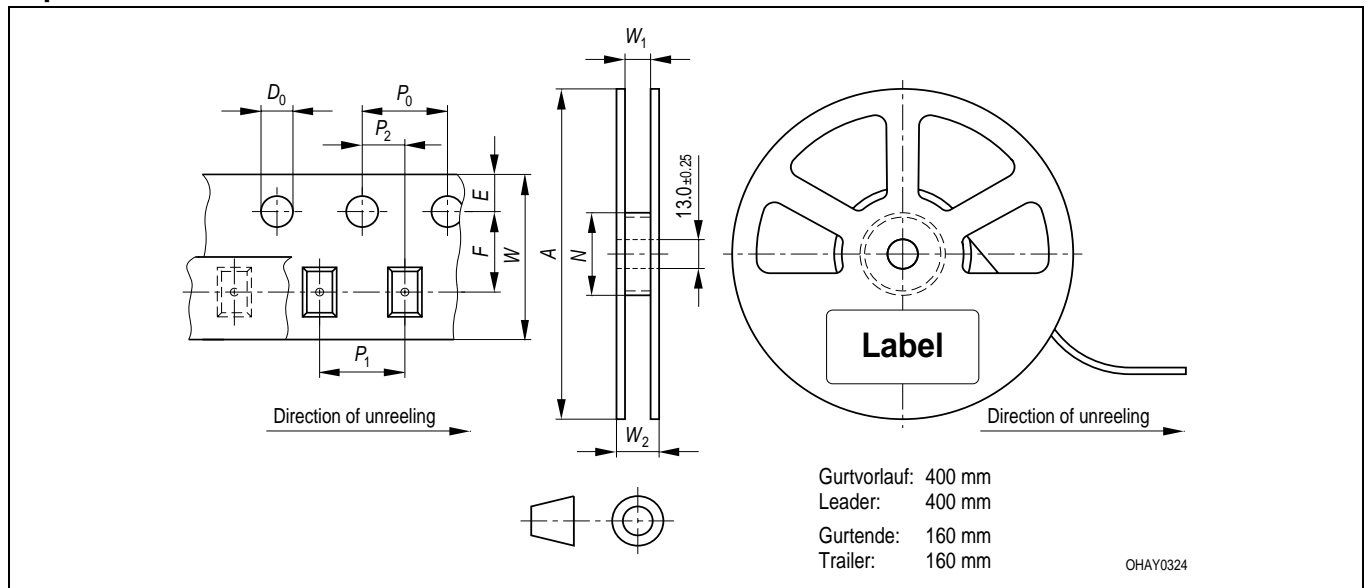 W₁
D₀
P₀
P₂
E
F
W
A
N
13.0±0.25
P₁
Label
Direction of unreeling
W₂
Direction of unreeling
Gurtvorlauf: 400 mm
Leader: 400 mm
Gurtende: 160 mm
Trailer: 160 mm
OHAY0324